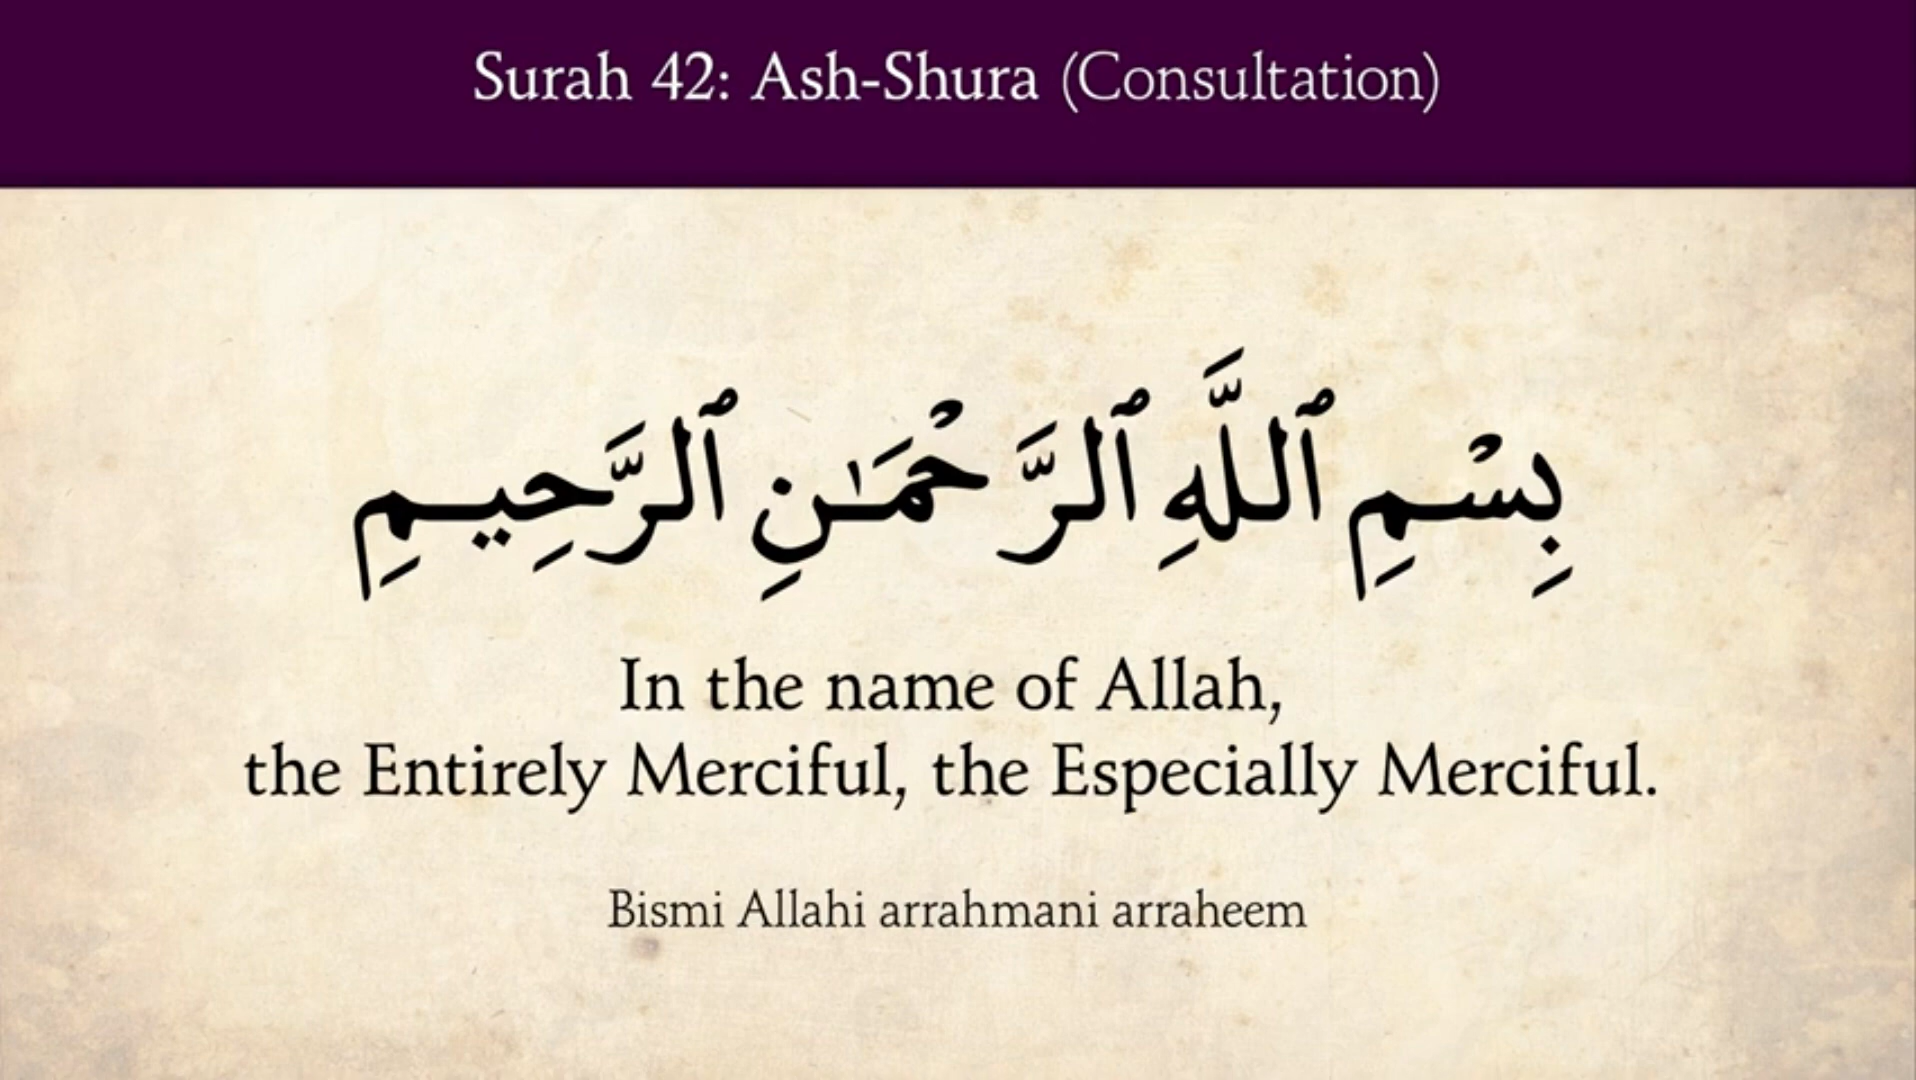 Surah 42: Ash-Shura (Consultation)
بِسْمِ ٱللَّهِ ٱلرَّحْمَٰنِ ٱلرَّحِيمِ
In the name of Allah,
the Entirely Merciful, the Especially Merciful.
Bismi Allahi arrahmani arraheem